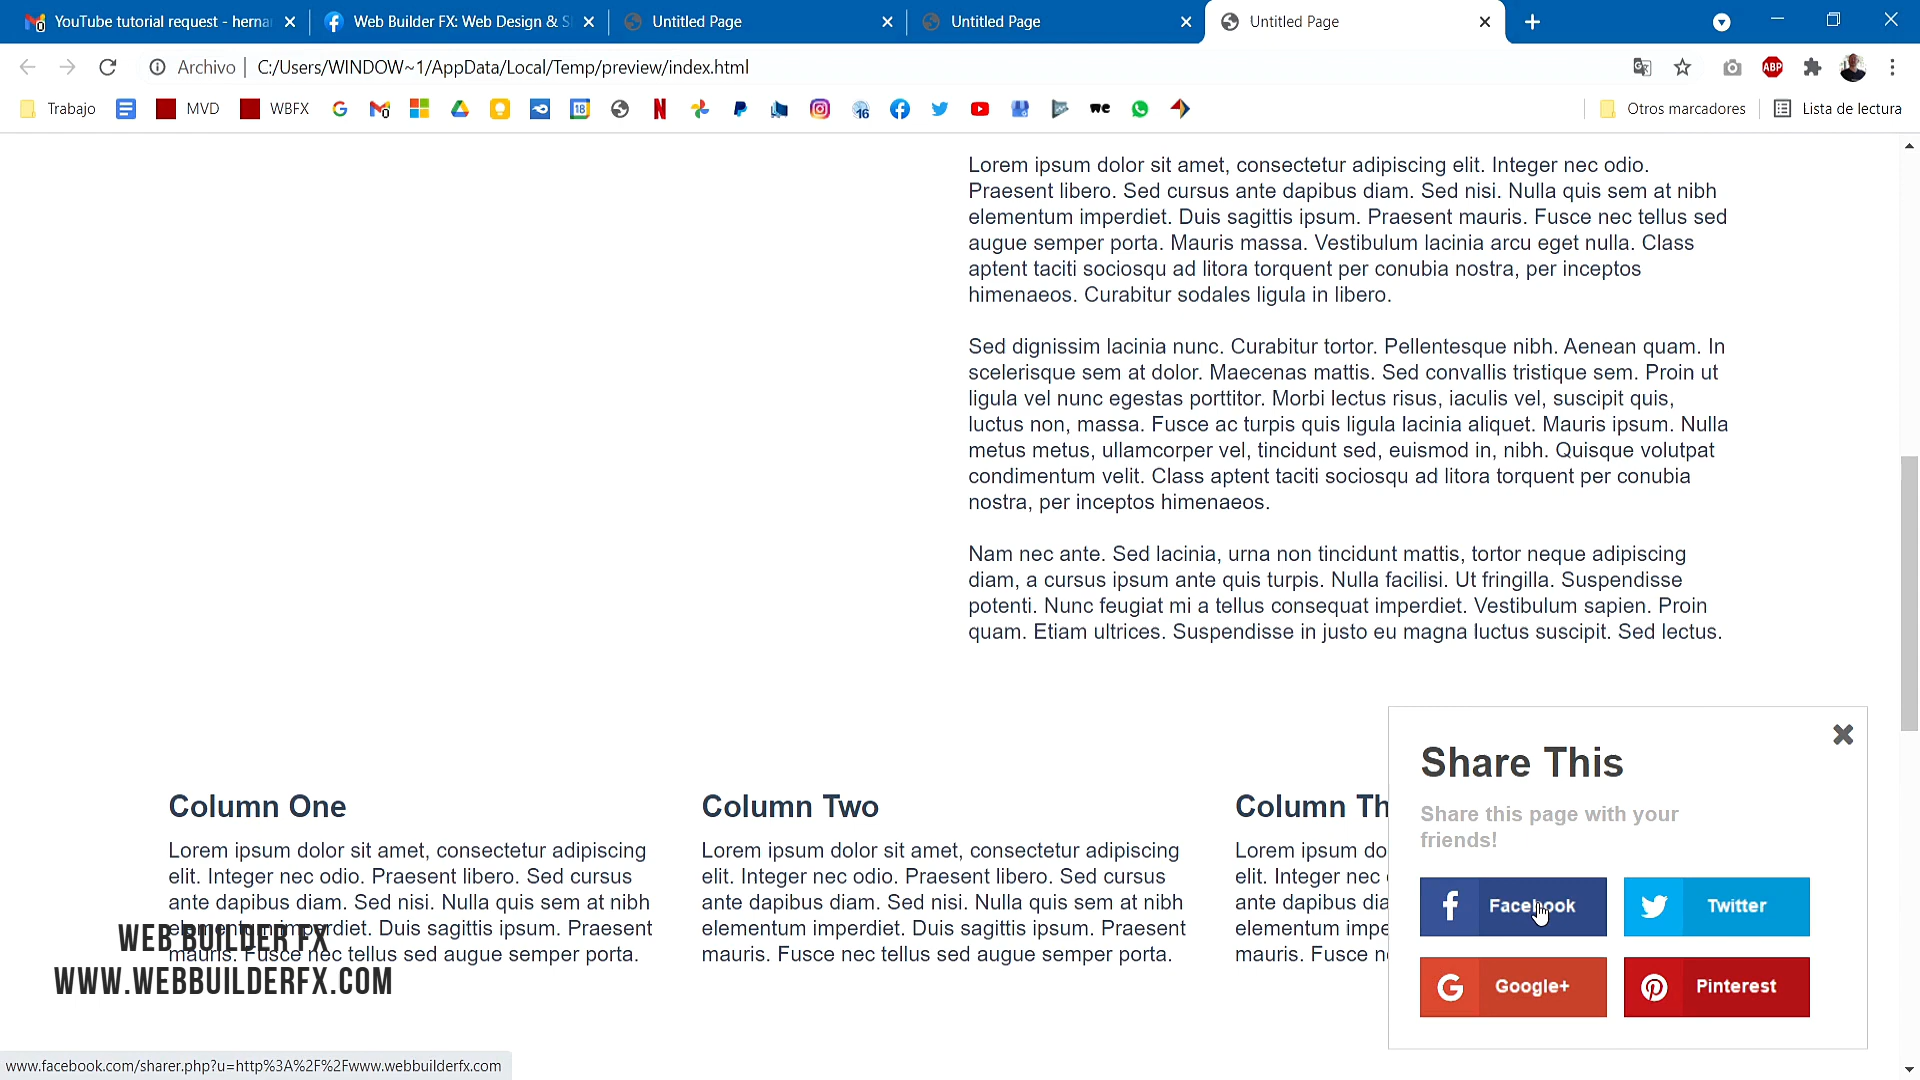 YouTube tutorial request - herna
Web Builder FX: Web Design & S
Untitled Page
Untitled Page
Untitled Page
Archivo
C:/Users/WINDOW~1/AppData/Local/Temp/preview/index.html
ABP
Trabajo
MVD
WBFX
18
16
Otros marcadores
Lista de lectura
Lorem ipsum dolor sit amet, consectetur adipiscing elit. Integer nec odio.
Praesent libero. Sed cursus ante dapibus diam. Sed nisi. Nulla quis sem at nibh
elementum imperdiet. Duis sagittis ipsum. Praesent mauris. Fusce nec tellus sed
augue semper porta. Mauris massa. Vestibulum lacinia arcu eget nulla. Class
aptent taciti sociosqu ad litora torquent per conubia nostra, per inceptos
himenaeos. Curabitur sodales ligula in libero.
Sed dignissim lacinia nunc. Curabitur tortor. Pellentesque nibh. Aenean quam. In
scelerisque sem at dolor. Maecenas mattis. Sed convallis tristique sem. Proin ut
ligula vel nunc egestas porttitor. Morbi lectus risus, iaculis vel, suscipit quis,
luctus non, massa. Fusce ac turpis quis ligula lacinia aliquet. Mauris ipsum. Nulla
metus metus, ullamcorper vel, tincidunt sed, euismod in, nibh. Quisque volutpat
condimentum velit. Class aptent taciti sociosqu ad litora torquent per conubia
nostra, per inceptos himenaeos.
Nam nec ante. Sed lacinia, urna non tincidunt mattis, tortor neque adipiscing
diam, a cursus ipsum ante quis turpis. Nulla facilisi. Ut fringilla. Suspendisse
potenti. Nunc feugiat mi a tellus consequat imperdiet. Vestibulum sapien. Proin
quam. Etiam ultrices. Suspendisse in justo eu magna luctus suscipit. Sed lectus.
Column One
Lorem ipsum dolor sit amet, consectetur adipiscing
elit. Integer nec odio. Praesent libero. Sed cursus
ante dapibus diam. Sed nisi. Nulla quis sem at nibh
elementum imperdiet. Duis sagittis ipsum. Praesent
mauris. Fusce nec tellus sed augue semper porta.
Column Two
Lorem ipsum dolor sit amet, consectetur adipiscing
elit. Integer nec odio. Praesent libero. Sed cursus
ante dapibus diam. Sed nisi. Nulla quis sem at nibh
elementum imperdiet. Duis sagittis ipsum. Praesent
mauris. Fusce nec tellus sed augue semper porta.
Column Th
Lorem ipsum do
elit. Integer nec
ante dapibus dia
elementum impe
mauris. Fusce n
Share This
Share this page with your
friends!
Facebook
Twitter
Google+
Pinterest
WEB BUILDER FX
WWW.WEBBUILDERFX.COM
www.facebook.com/sharer.php?u=http%3A%2F%2Fwww.webbuilderfx.com